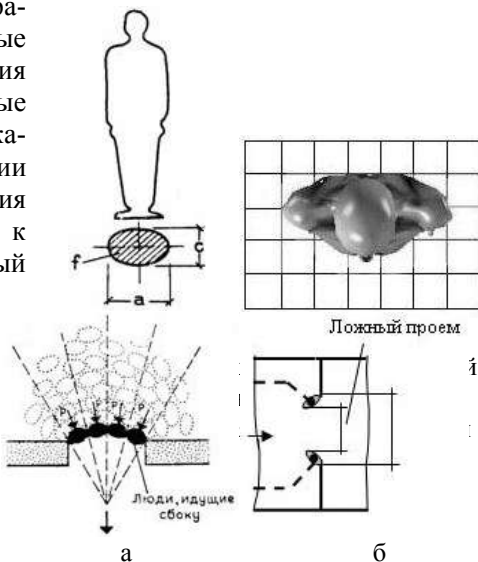 ра-
ые
ия
ые
ка-
ии
ия
к
ый
f
c
a
Ложный проем
й
P P P P
Люди, идущие
сбоку
а
б